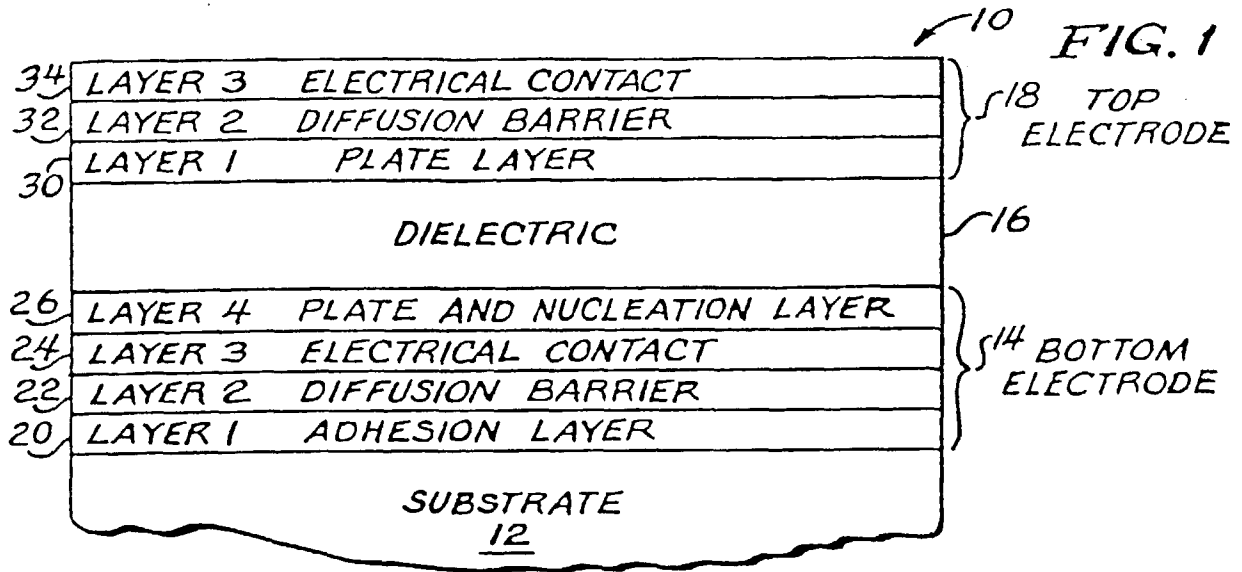 10
FIG. 1
34 LAYER 3 ELECTRICAL CONTACT
32 LAYER 2 DIFFUSION BARRIER
30 LAYER 1 PLATE LAYER
18 TOP
ELECTRODE
DIELECTRIC
16
26 LAYER 4 PLATE AND NUCLEATION LAYER
24 LAYER 3 ELECTRICAL CONTACT
22 LAYER 2 DIFFUSION BARRIER
20 LAYER 1 ADHESION LAYER
14 BOTTOM
ELECTRODE
SUBSTRATE
12